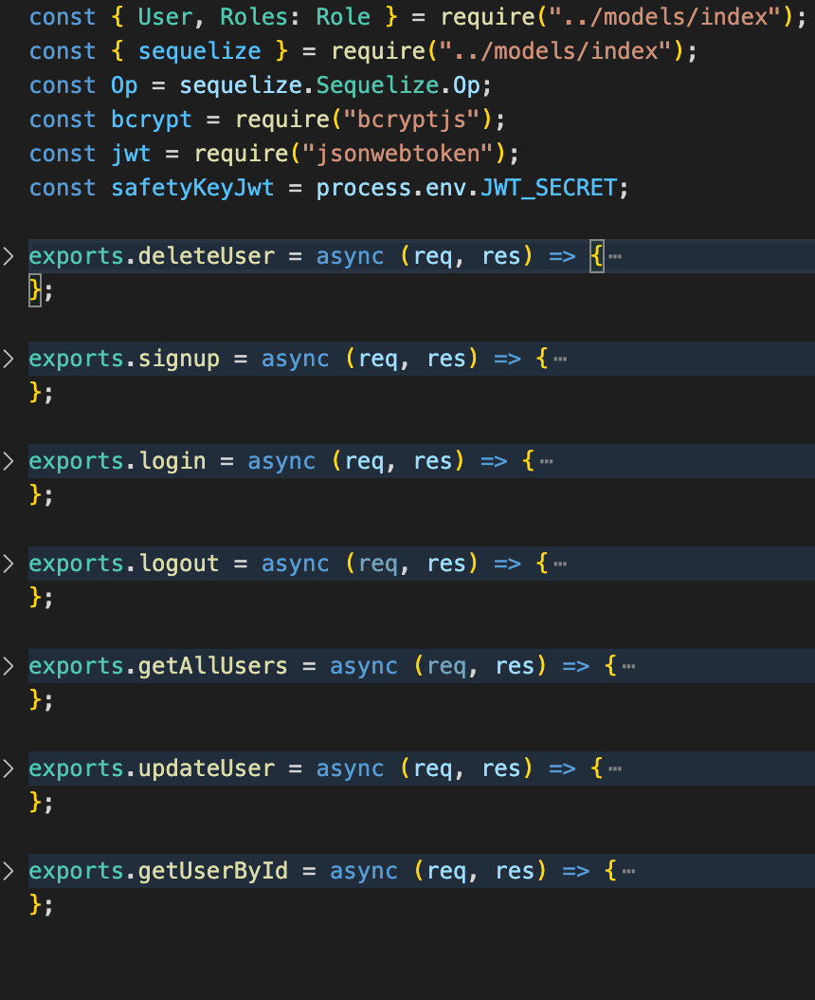 const { User, Roles: Role } = require("../models/index");
const { sequelize } = require("../models/index");
const Op = sequelize.Sequelize.Op;
const bcrypt = require("bcryptjs");
const jwt = require("jsonwebtoken");
const safetyKeyJwt = process.env.JWT_SECRET;
exports.deleteUser = async (req, res) => {⋯
};
exports.signup = async (req, res) => {⋯
};
exports.login = async (req, res) => {⋯
};
exports.logout = async (req, res) => {⋯
};
exports.getAllUsers = async (req, res) => {⋯
};
exports.updateUser = async (req, res) => {⋯
};
exports.getUserById = async (req, res) => {⋯
};